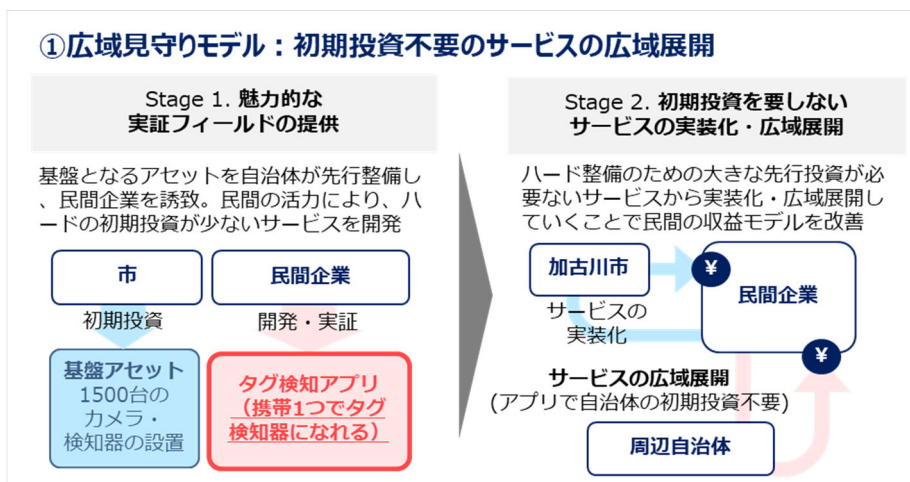 ①広域見守りモデル：初期投資不要のサービスの広域展開
Stage 1. 魅力的な
実証フィールドの提供
基盤となるアセットを自治体が先行整備し
、民間企業を誘致。民間の活力により、ハ
ードの初期投資が少ないサービスを開発
市
民間企業
初期投資
開発・実証
基盤アセット
1500台の
カメラ・
検知器の設置
タグ検知アプリ
（携帯1つでタグ
検知器になれる）
Stage 2. 初期投資を要しない
サービスの実装化・広域展開
ハード整備のための大きな先行投資が必
要ないサービスから実装化・広域展開し
ていくことで民間の収益モデルを改善
加古川市
¥
民間企業
サービスの
実装化
¥
サービスの広域展開
(アプリで自治体の初期投資不要)
周辺自治体